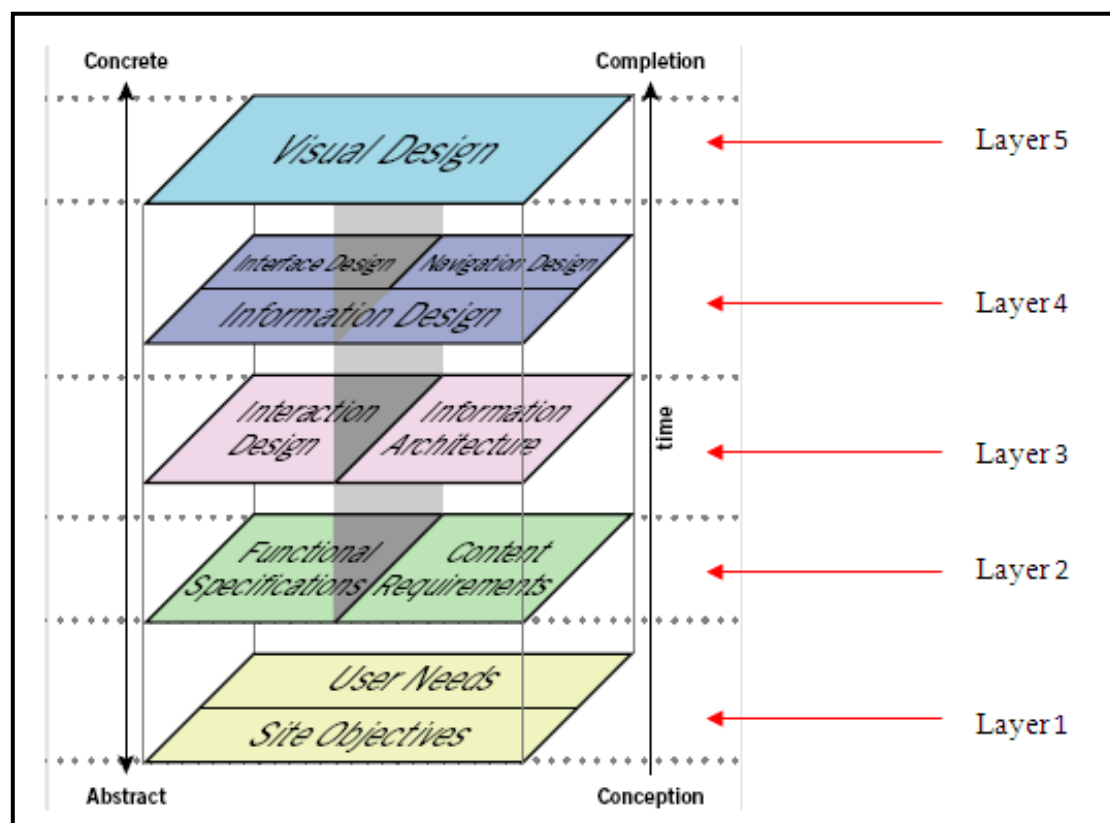 Concrete
Completion
Visual Design
Layer 5
Interface Design
Navigation Design
Information Design
Layer 4
Interaction
Design
Information
Architecture
time
Layer 3
Functional
Specifications
Content
Requirements
Layer 2
User Needs
Site Objectives
Layer 1
Abstract
Conception